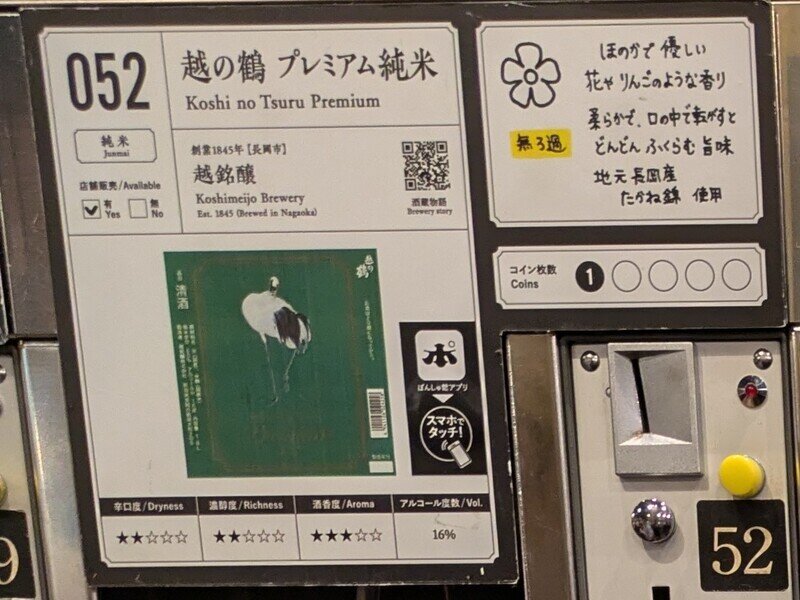 052
越の鶴 プレミアム純米
Koshi no Tsuru Premium
純米
Junmai
店舗販売/Available
有
Yes
無
No
創業1845年【長岡市】
越銘醸
Koshimeijo Brewery
Est. 1845 (Brewed in Nagaoka)
酒蔵物語
Brewery story
越の鶴
清酒
ポ
ぽんしゅ館アプリ
スマホで
タッチ!
辛口度/Dryness
濃醇度/Richness
酒香度/Aroma
アルコール度数/Vol.
★★☆☆☆
★★☆☆☆
★★★☆☆
16%
ほのかで優しい
花やりんごのような香り
無ろ過
柔らかで、口の中で転がすと
どんどんふくらむ旨味
地元長岡産
たかね錦 使用
コイン枚数
Coins
1
52
9